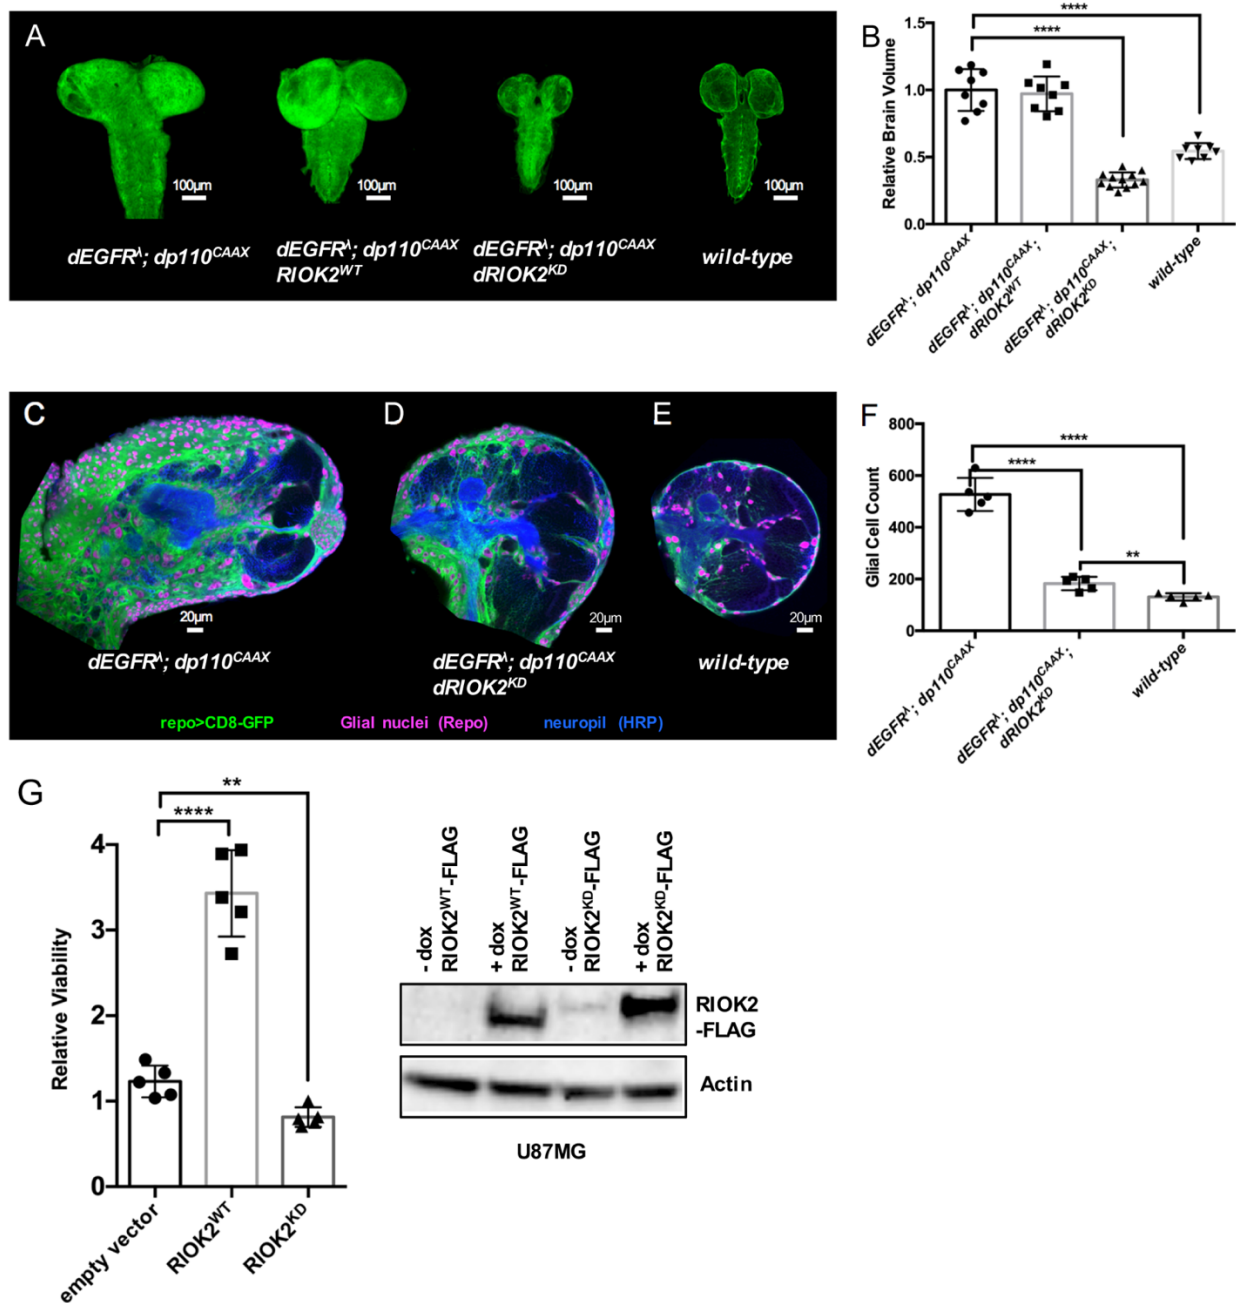 A
100µm
100µm
100µm
100µm
dEGFRλ; dp110CAAX
dEGFRλ; dp110CAAX
RIOK2WT
dEGFRλ; dp110CAAX
dRIOK2KD
wild-type
B
****
****
1.5
1.0
0.5
0.0
Relative Brain Volume
dEGFRλ; dp110CAAX
dEGFRλ; dp110CAAX;
dRIOK2WT
dEGFRλ; dp110CAAX;
dRIOK2KD
wild-type
C
D
E
20µm
20µm
20µm
dEGFRλ; dp110CAAX
dEGFRλ; dp110CAAX
dRIOK2KD
wild-type
repo>CD8-GFP
Glial nuclei (Repo)
neuropil (HRP)
F
800
600
400
200
0
Glial Cell Count
****
****
**
dEGFRλ; dp110CAAX
dEGFRλ; dp110CAAX;
dRIOK2KD
wild-type
G
**
****
4
3
2
1
0
Relative Viability
empty vector
RIOK2WT
RIOK2KD
- dox
RIOK2WT-FLAG
+ dox
RIOK2WT-FLAG
- dox
RIOK2KD-FLAG
+ dox
RIOK2KD-FLAG
RIOK2
-FLAG
Actin
U87MG